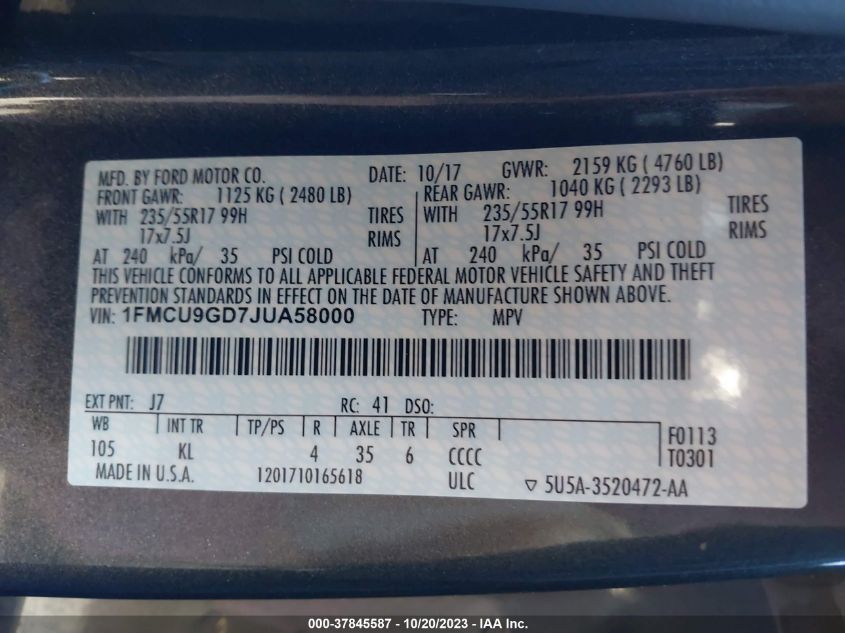 MFD. BY FORD MOTOR CO. DATE: 10/17 GVWR: 2159 KG ( 4760 LB)
FRONT GAWR: 1125 KG ( 2480 LB) REAR GAWR: 1040 KG ( 2293 LB)
WITH 235/55R17 99H TIRES WITH 235/55R17 99H TIRES
17x7.5J RIMS 17x7.5J RIMS
AT 240 kPa/ 35 PSI COLD AT 240 kPa/ 35 PSI COLD
THIS VEHICLE CONFORMS TO ALL APPLICABLE FEDERAL MOTOR VEHICLE SAFETY AND THEFT
PREVENTION STANDARDS IN EFFECT ON THE DATE OF MANUFACTURE SHOWN ABOVE.
VIN: 1FMCU9GD7JUA58000 TYPE: MPV
EXT PNT: J7 RC: 41 DSO:
WB INT TR TP/PS R AXLE TR SPR F0113
105 KL 4 35 6 CCCC T0301
MADE IN U.S.A. 1201710165618 ULC ▽ 5U5A-3520472-AA
000-37845587 - 10/20/2023 - IAA Inc.